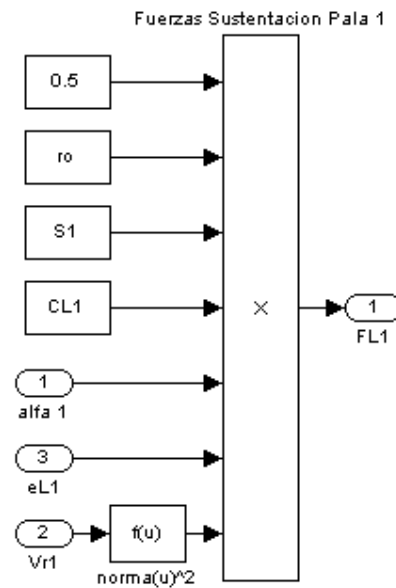 Fuerzas Sustentacion Pala 1
0.5
ro
S1
CL1
×
1
FL1
1
alfa 1
3
eL1
2
Vr1
f(u)
norma(u)^2